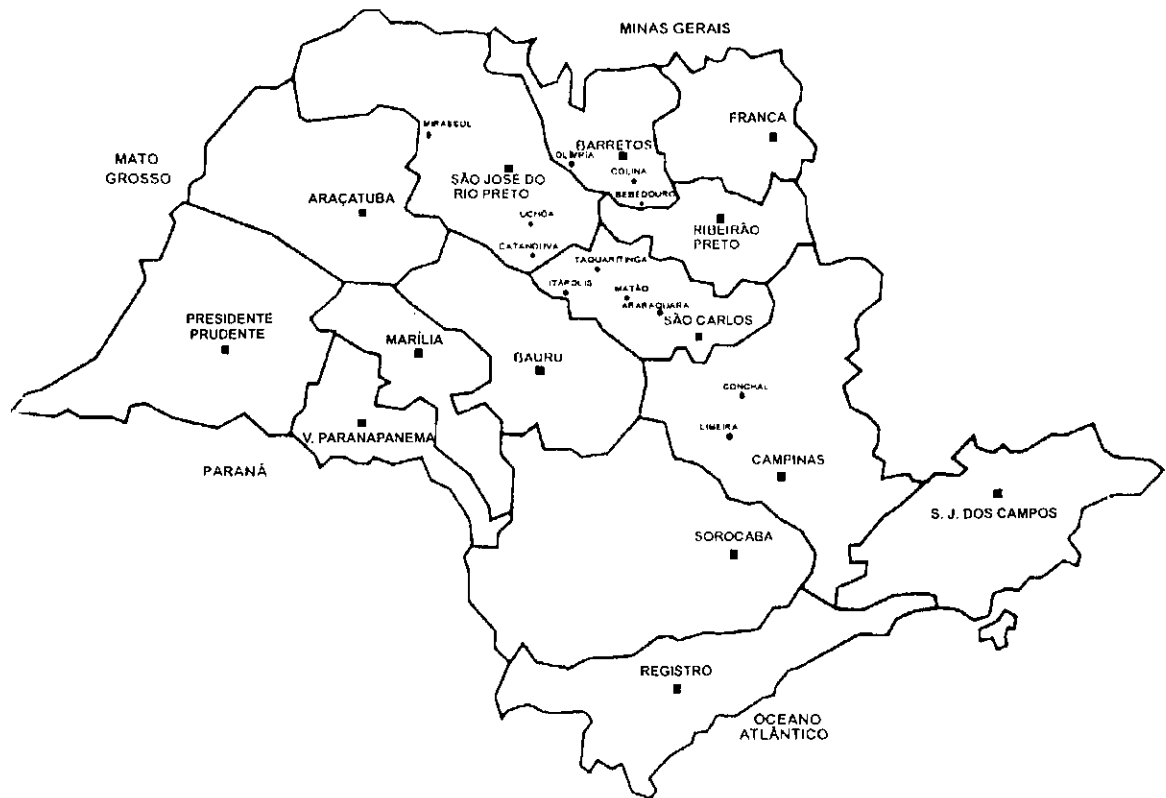 MINAS GERAIS
FRANCA
MIRASSOL
BARRETOS
OLÍMPIA
MATO
GROSSO
COLINA
SÃO JOSÉ DO
RIO PRETO
BEBEDOURO
ARAÇATUBA
UCHÔA
RIBEIRÃO
PRETO
CATANDUVA
TAQUARITINGA
ITÁPOLIS
MATÃO
ARARAQUARA
PRESIDENTE
PRUDENTE
SÃO CARLOS
MARÍLIA
BAURU
CONCHAL
LIMEIRA
V. PARANAPANEMA
CAMPINAS
PARANÁ
S. J. DOS CAMPOS
SOROCABA
REGISTRO
OCEANO
ATLÂNTICO